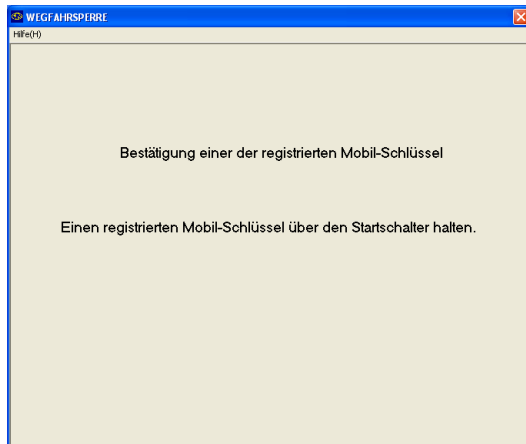 WEGFAHRSPERRE
Hilfe(H)
Bestätigung einer der registrierten Mobil-Schlüssel
Einen registrierten Mobil-Schlüssel über den Startschalter halten.